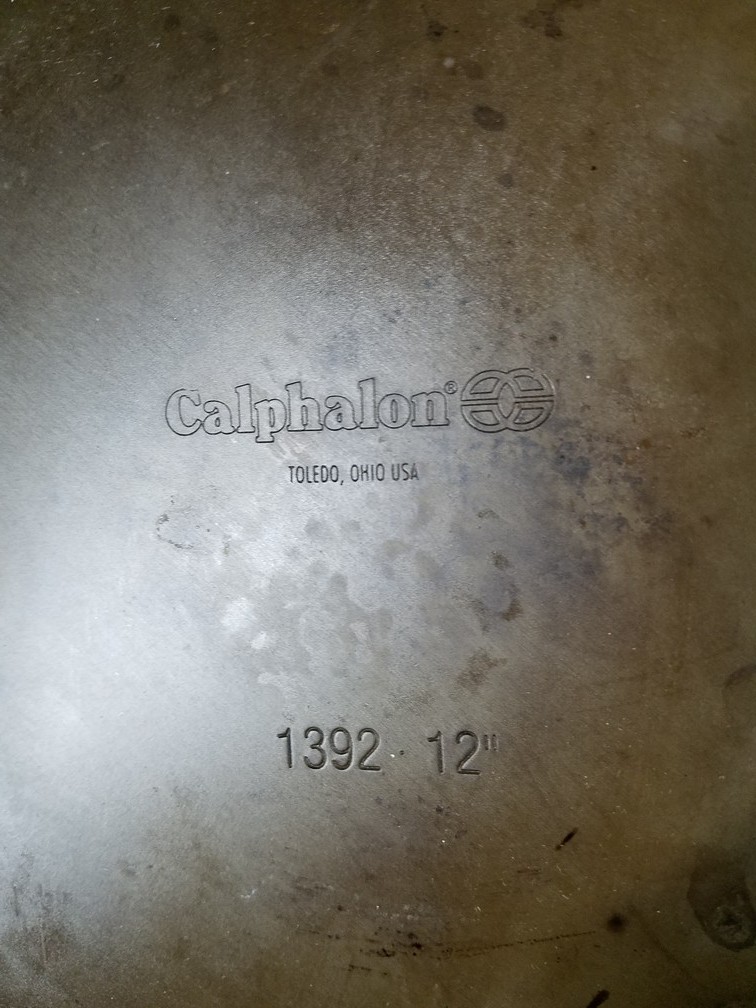 Calphalon®
TOLEDO, OHIO USA
1392 · 12"